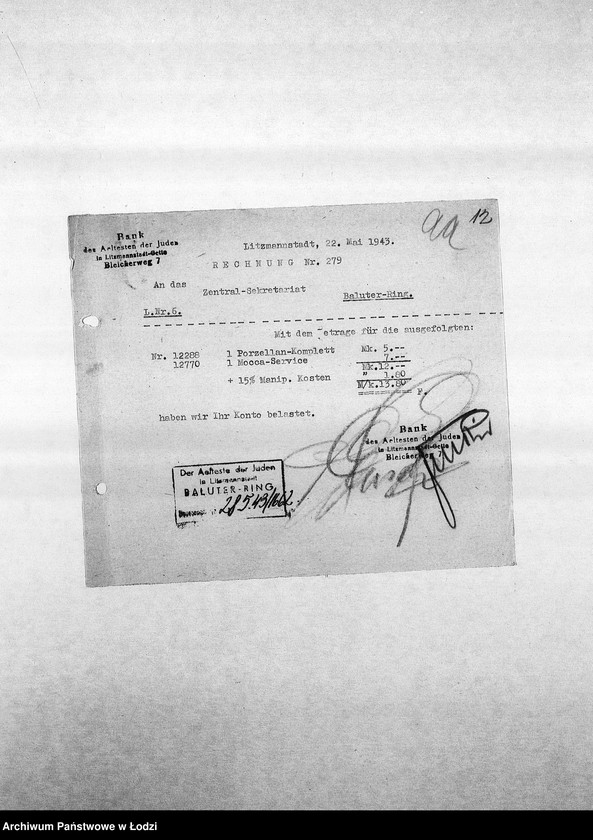 12
Bank
des Aeltesten der Juden
in Litzmannstadt-Getto
Bleicherweg 7
Litzmannstadt, 22. Mai 1943.
RECHNUNG Nr. 279
An das
Zentral-Sekretariat
Baluter-Ring.
L.Nr.6.
Mit dem Betrage für die ausgefolgten:
Nr. 12288 1 Porzellan-Komplett Mk. 5.--
12770 1 Mocca-Service 7.--
Mk.12.--
+ 15% Manip. Kosten " 1.80
M/k.13.80
F.
haben wir Ihr Konto belastet.
Bank
des Aeltesten der Juden
in Litzmannstadt-Getto
Bleicherweg 7
Der Aelteste der Juden
in Litzmannstadt
BALUTER-RING
28.5.43/1662
Archiwum Państwowe w Łodzi